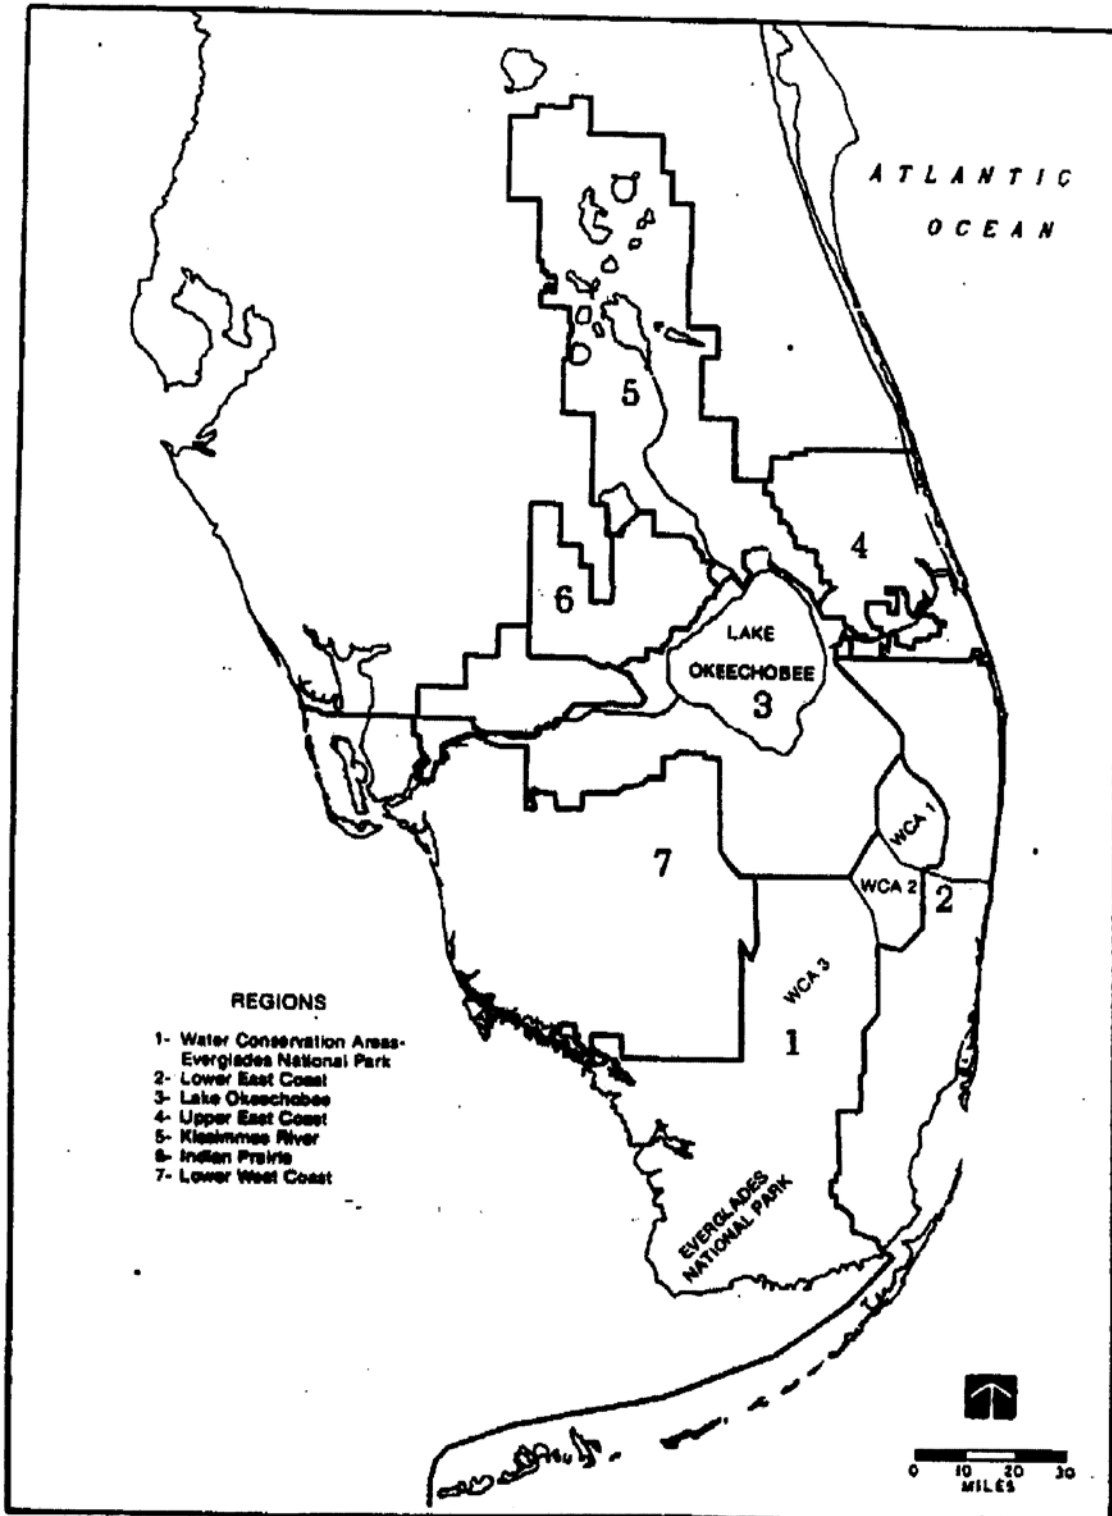 ATLANTIC
OCEAN
5
4
6
LAKE
OKEECHOBEE
3
WCA 1
7
WCA 2
2
WCA 3
REGIONS
1
1- Water Conservation Areas-
Everglades National Park
2- Lower East Coast
3- Lake Okeechobee
4- Upper East Coast
5- Kissimmee River
6- Indian Prairie
7- Lower West Coast
EVERGLADES
NATIONAL PARK
0 10 20 30
MILES